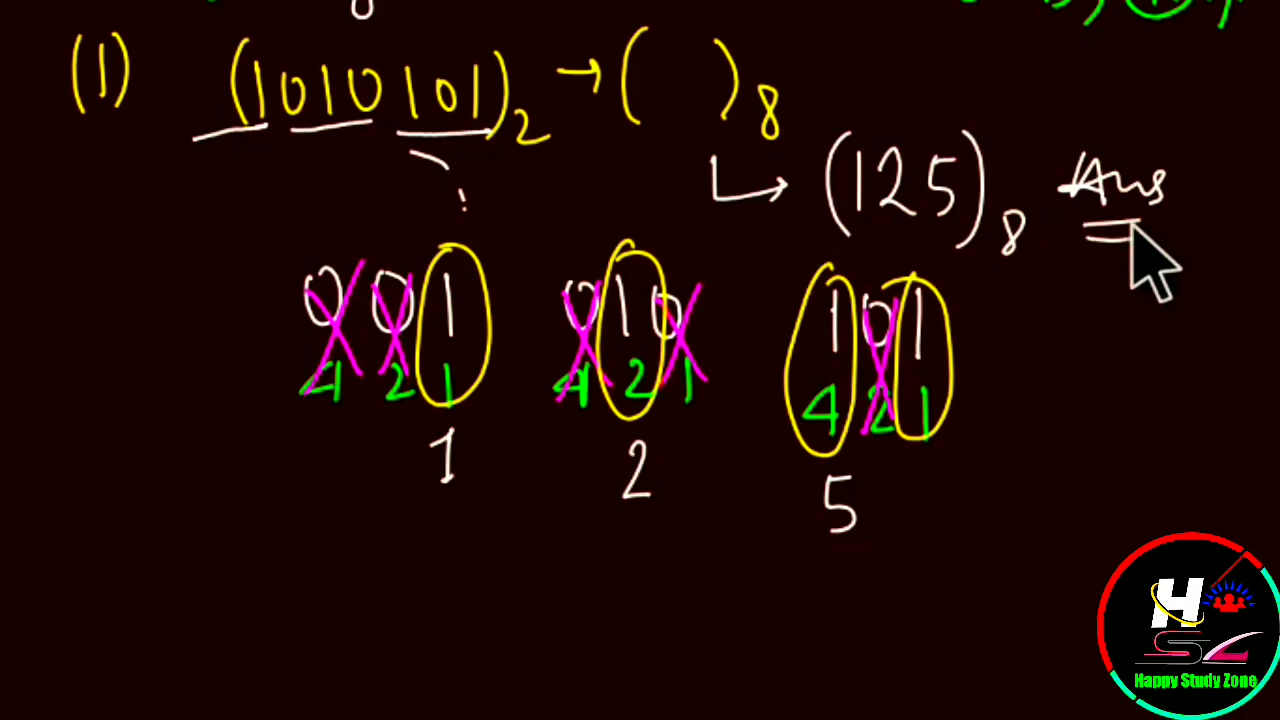 (1) (1010101)2 → ( )8
(125)8 Ans
0 0 1 0 1 0 1 0 1
4 2 1 4 2 1 4 2 1
1 2 5
H
SZ
Happy Study Zone